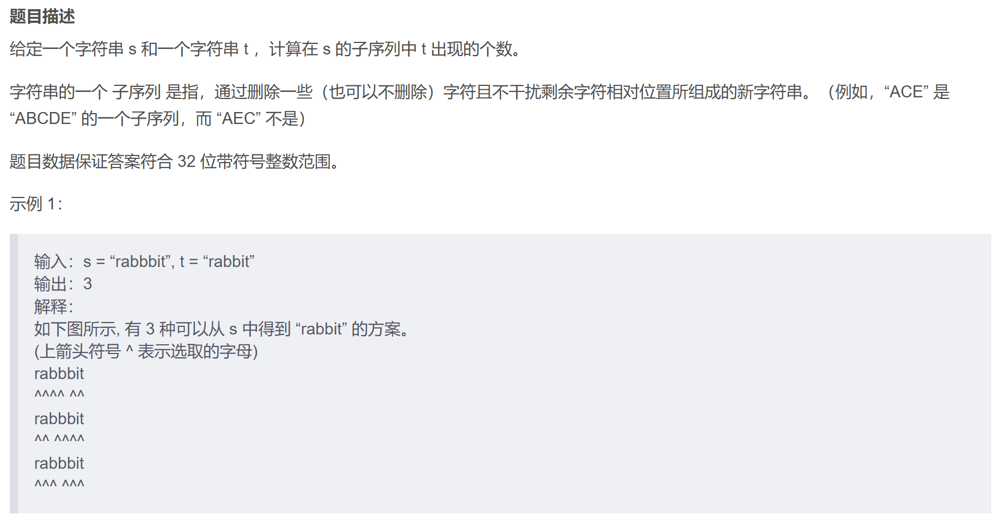 题目描述
给定一个字符串 s 和一个字符串 t ，计算在 s 的子序列中 t 出现的个数。
字符串的一个 子序列 是指，通过删除一些（也可以不删除）字符且不干扰剩余字符相对位置所组成的新字符串。（例如，“ACE” 是
“ABCDE” 的一个子序列，而 “AEC” 不是）
题目数据保证答案符合 32 位带符号整数范围。
示例 1：
输入：s = “rabbbit”, t = “rabbit”
输出：3
解释：
如下图所示, 有 3 种可以从 s 中得到 “rabbit” 的方案。
(上箭头符号 ^ 表示选取的字母)
rabbbit
^^^^ ^^
rabbbit
^^ ^^^^
rabbbit
^^^ ^^^